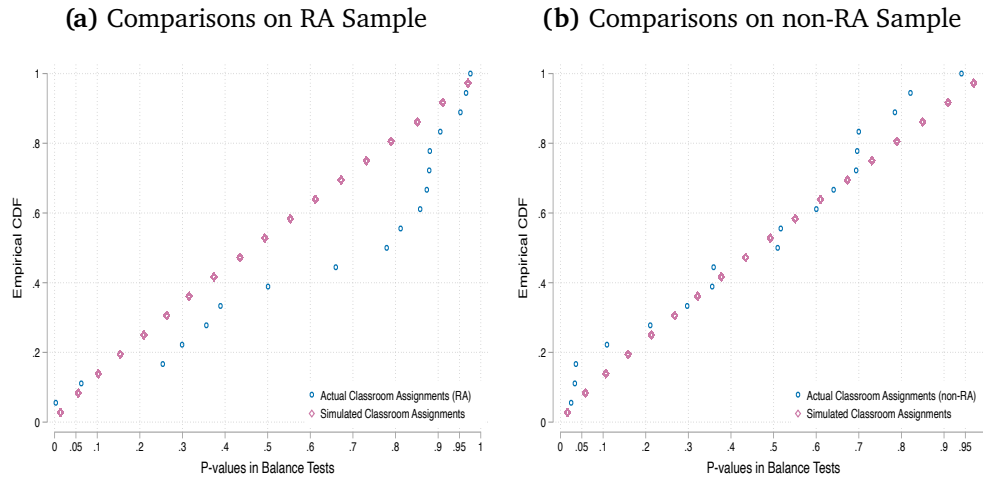 (a) Comparisons on RA Sample
1
.8
.6
.4
.2
0
Empirical CDF
Actual Classroom Assignments (RA)
Simulated Classroom Assignments
0 .05 .1 .2 .3 .4 .5 .6 .7 .8 .9 .95 1
P-values in Balance Tests
(b) Comparisons on non-RA Sample
1
.8
.6
.4
.2
0
Empirical CDF
Actual Classroom Assignments (non-RA)
Simulated Classroom Assignments
0 .05 .1 .2 .3 .4 .5 .6 .7 .8 .9 .95
P-values in Balance Tests